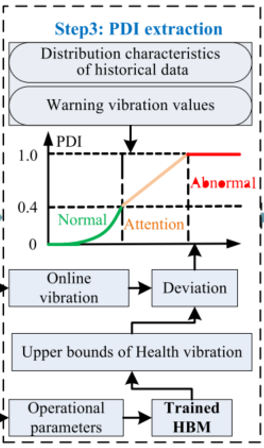 Step3: PDI extraction
Distribution characteristics
of historical data
Warning vibration values
PDI
1.0
Abnormal
0.4
Normal
Attention
0
Online
vibration
Deviation
Upper bounds of Health vibration
Operational
parameters
Trained
HBM